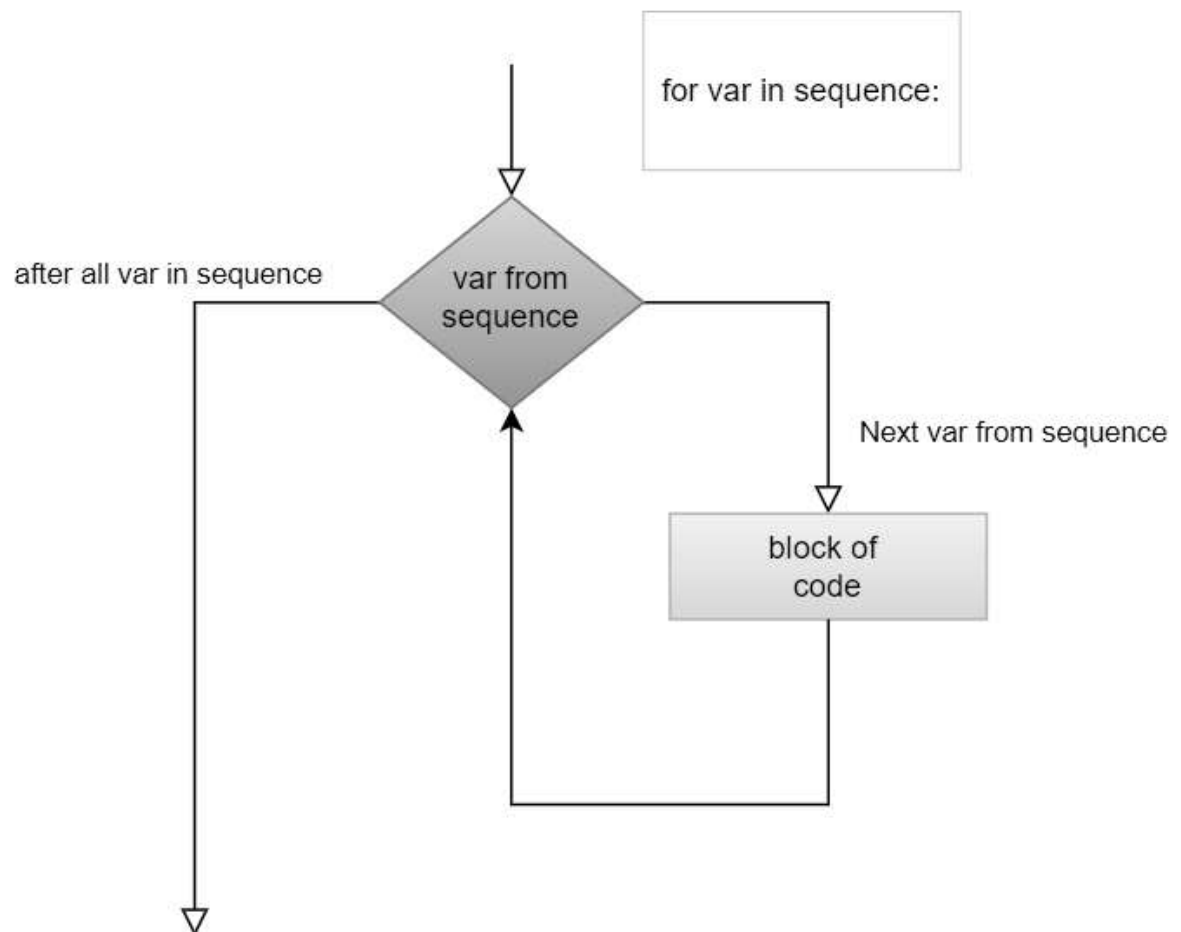 for var in sequence:
after all var in sequence
var from
sequence
Next var from sequence
block of
code